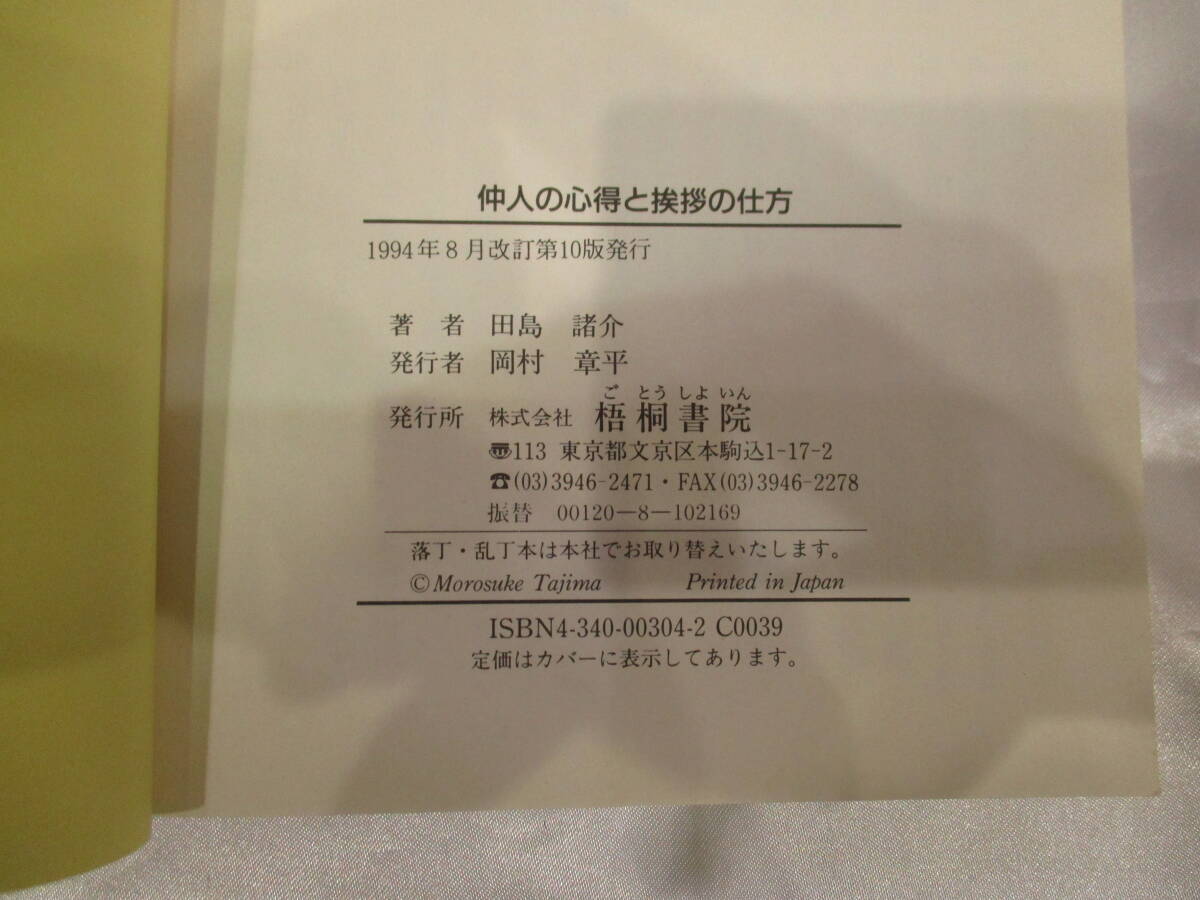 仲人の心得と挨拶の仕方
1994年8月改訂第10版発行
著者 田島 諸介
発行者 岡村 章平
ご とう しよ いん
発行所 株式会社 梧桐書院
〠113 東京都文京区本駒込1-17-2
☎(03)3946-2471・FAX(03)3946-2278
振替 00120―8―102169
落丁・乱丁本は本社でお取り替えいたします。
©Morosuke Tajima Printed in Japan
ISBN4-340-00304-2 C0039
定価はカバーに表示してあります。